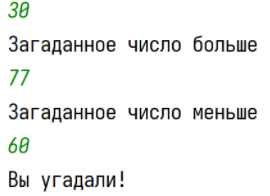 30
Загаданное число больше
77
Загаданное число меньше
60
Вы угадали!